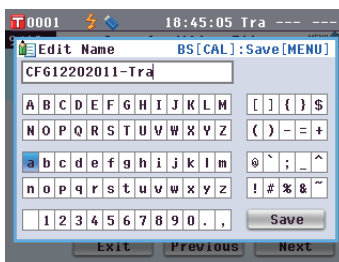 T0001 18:45:05 Tra --- ---
Edit Name BS[CAL]:Save[MENU]
CFG12202011-Tra
A B C D E F G H I J K L M [ ] { } $
N O P Q R S T U V W X Y Z ( ) - = +
a b c d e f g h i j k l m @ ` ; _ ^
n o p q r s t u v w x y z ! # % & ~
1 2 3 4 5 6 7 8 9 0 . , Save
Exit Previous Next